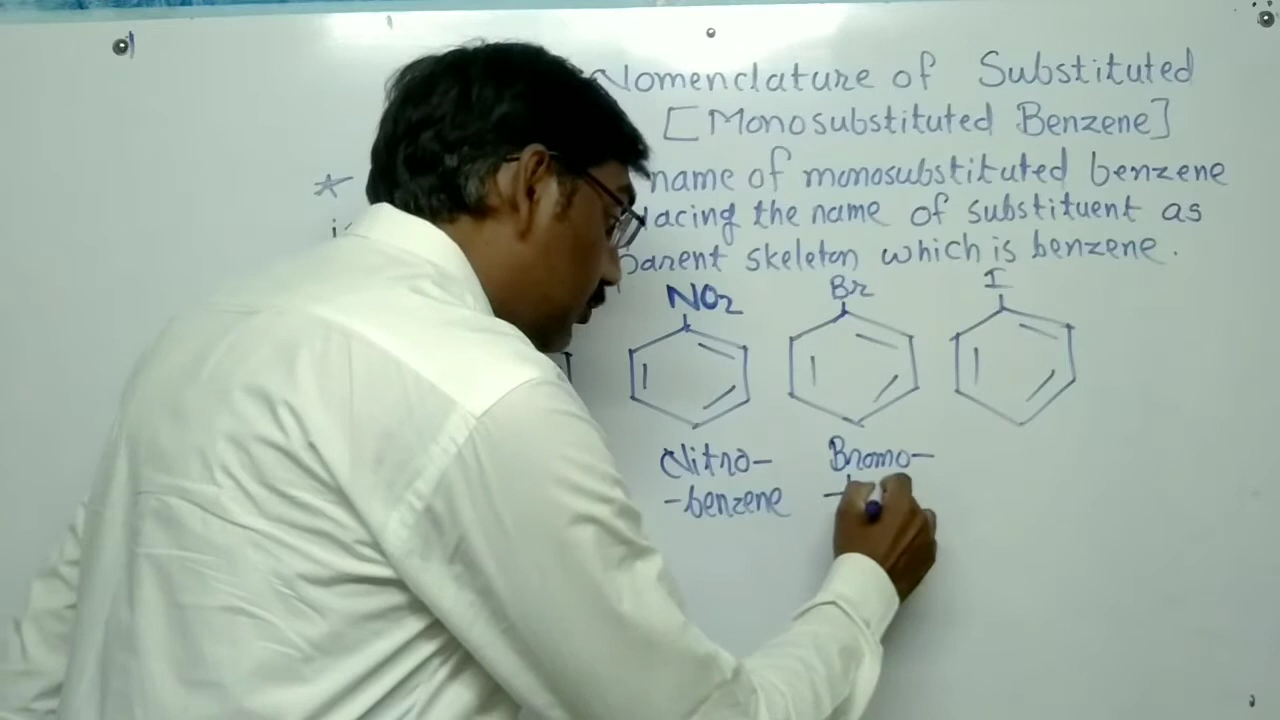 Nomenclature of Substituted
[Monosubstituted Benzene]
name of monosubstituted benzene
lacing the name of substituent as
parent skeleton which is benzene.
NO2 Br I
Nitro- Bromo-
-benzene